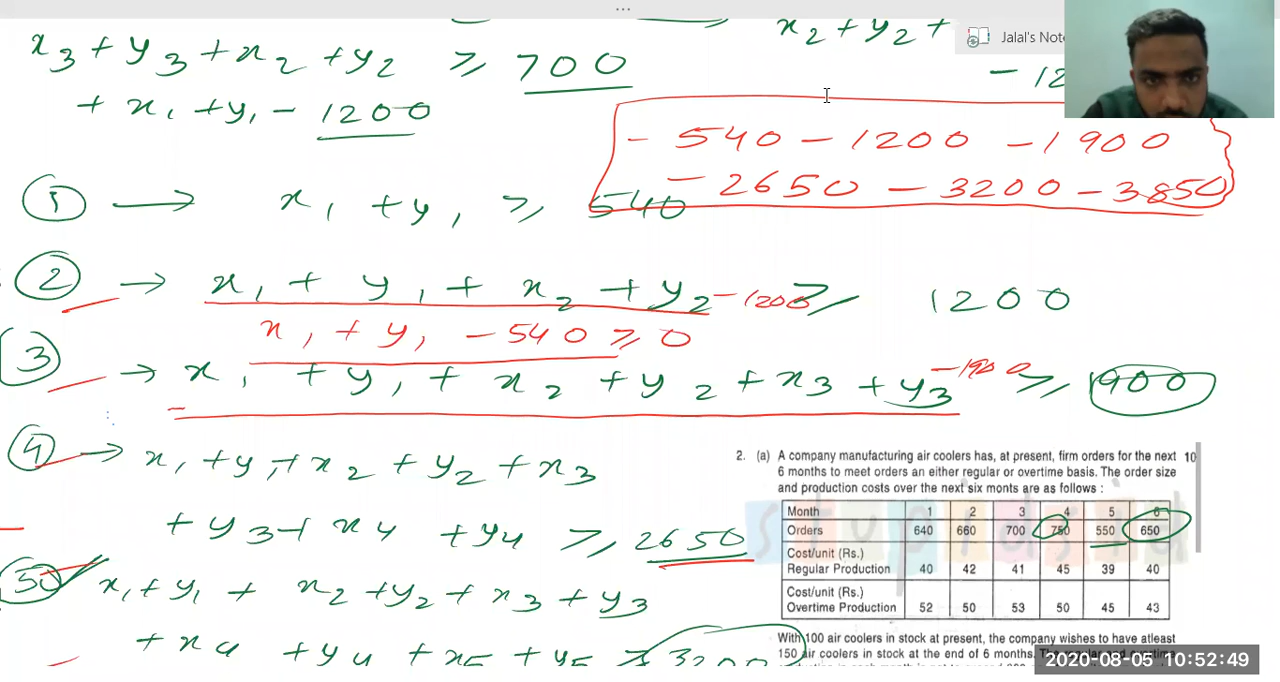 x3 + y3 + x2 + y2 ≥ 700
+ x1 + y1 - 1200
x2 + y2 +
- 12
Jalal's Note
- 540 - 1200 - 1900
- 2650 - 3200 - 3850
① → x1 + y1 ≥ 540
② → x1 + y1 + x2 + y2 - 1200 ≥ 1200
x1 + y1 - 540 ≥ 0
③ → x1 + y1 + x2 + y2 + x3 + y3 - 1900 ≥ 1900
④ → x1 + y1 + x2 + y2 + x3
+ y3 + x4 + y4 ≥ 2650
x1 + y1 + x2 + y2 + x3 + y3
+ x4 + y4 + x5 + y5 ≥ 3200
2. (a) A company manufacturing air coolers has, at present, firm orders for the next 10
6 months to meet orders an either regular or overtime basis. The order size
and production costs over the next six monts are as follows :
Month 1 2 3 4 5 6
Orders 640 660 700 750 550 650
Cost/unit (Rs.)
Regular Production 40 42 41 45 39 40
Cost/unit (Rs.)
Overtime Production 52 50 53 50 45 43
With 100 air coolers in stock at present, the company wishes to have atleast
150 air coolers in stock at the end of 6 months. The regular and overtime
2020-08-05 10:52:49